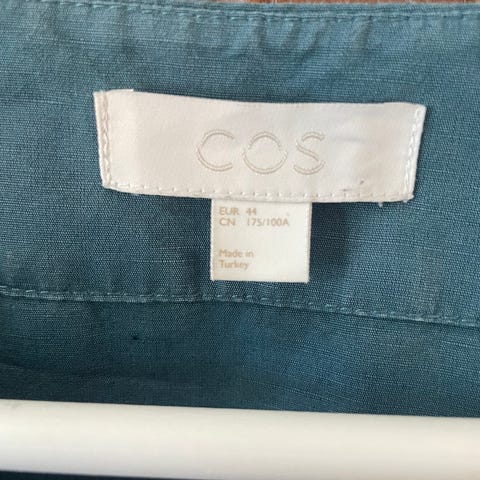 COS
EUR 44
CN 175/100A
Made in
Turkey